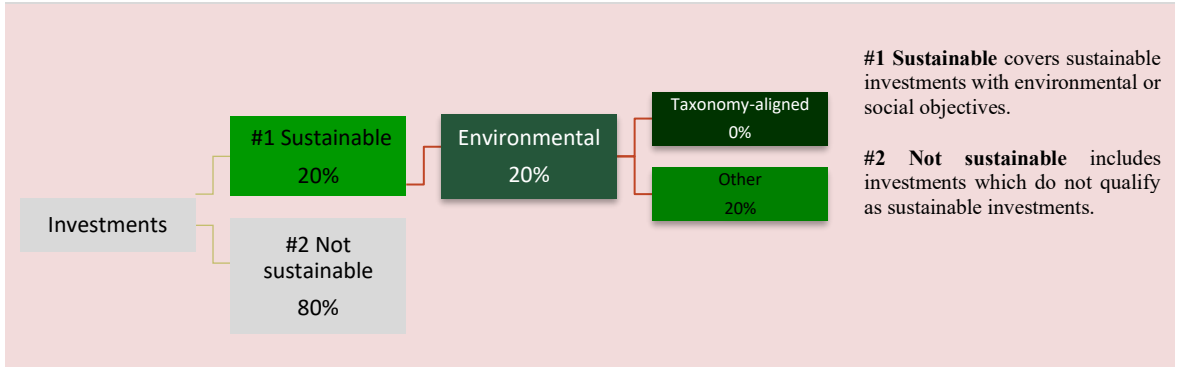 Investments
#1 Sustainable
20%
#2 Not
sustainable
80%
Environmental
20%
Taxonomy-aligned
0%
Other
20%
#1 Sustainable covers sustainable
investments with environmental or
social objectives.
#2 Not sustainable includes
investments which do not qualify
as sustainable investments.